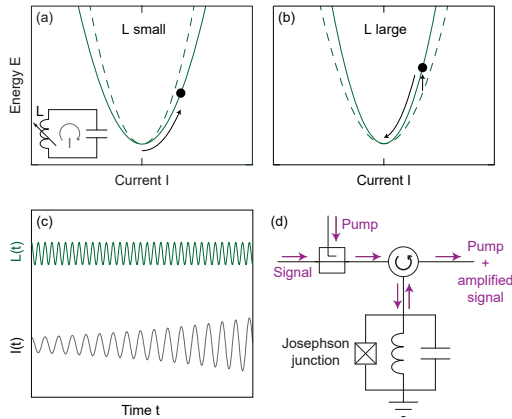 (a)
L small
Energy E
L
I
Current I
(b)
L large
Current I
(c)
L(t)
I(t)
Time t
(d)
Pump
Signal
Pump
+
amplified
signal
Josephson
junction